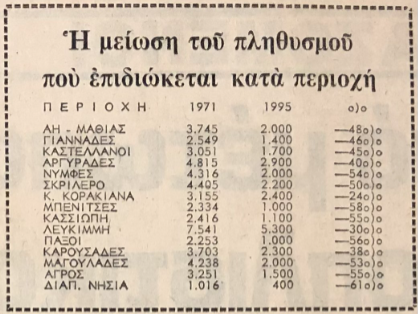 Ἡ μείωση τοῦ πληθυσμοῦ
ποὺ ἐπιδιώκεται κατὰ περιοχή
ΠΕΡΙΟΧΗ 1971 1995 ο)ο
ΑΗ - ΜΑΘΙΑΣ 3.745 2.000 —48ο)ο
ΓΙΑΝΝΑΔΕΣ 2.549 1.400 —46ο)ο
ΚΑΣΤΕΛΛΑΝΟΙ 3.051 1.700 —45ο)ο
ΑΡΓΥΡΑΔΕΣ 4.815 2.900 —40ο)ο
ΝΥΜΦΕΣ 4.316 2.000 —54ο)ο
ΣΚΡΙΛΕΡΟ 4.405 2.200 —50ο)ο
Κ. ΚΟΡΑΚΙΑΝΑ 3.155 2.400 —24ο)ο
ΜΠΕΝΙΤΣΕΣ 2.334 1.000 —58ο)ο
ΚΑΣΣΙΩΠΗ 2.416 1.100 —55ο)ο
ΛΕΥΚΙΜΜΗ 7.541 5.300 —30ο)ο
ΠΑΞΟΙ 2.253 1.000 —56ο)ο
ΚΑΡΟΥΣΑΔΕΣ 3.703 2.300 —38ο)ο
ΜΑΓΟΥΛΑΔΕΣ 4.238 2.000 —53ο)ο
ΑΓΡΟΣ 3.251 1.500 —55ο)ο
ΔΙΑΠ. ΝΗΣΙΑ 1.016 400 —61ο)ο